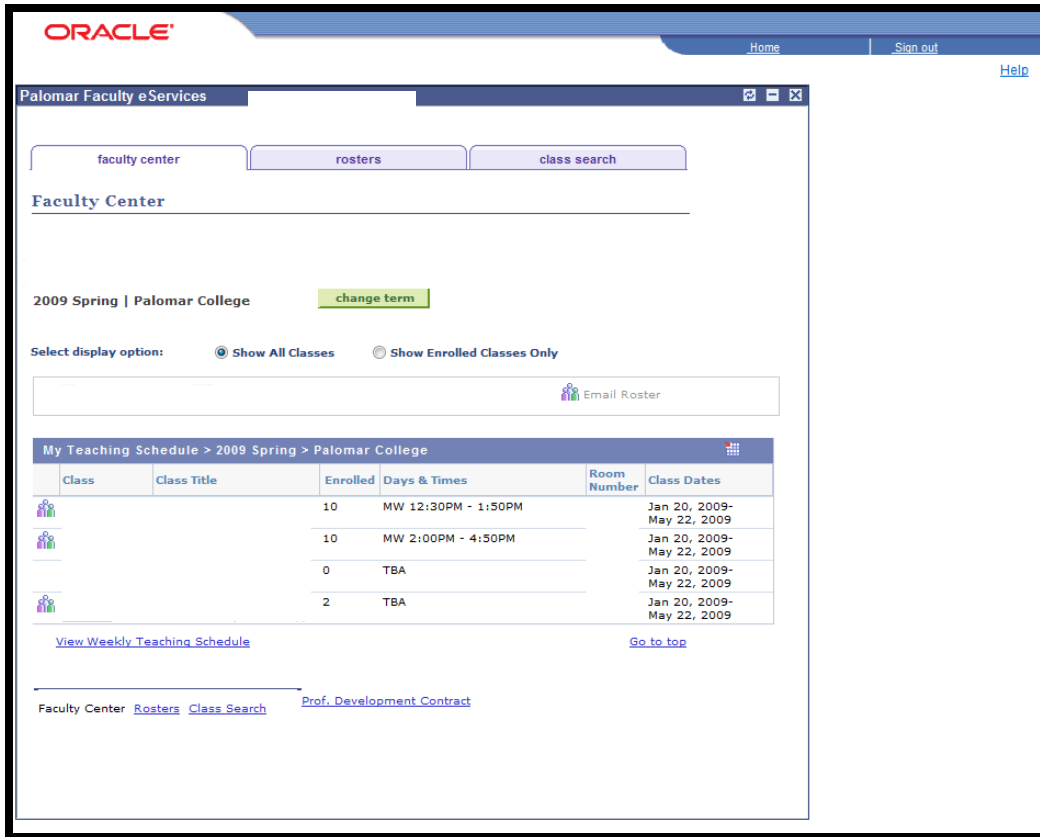 ORACLE
Home Sign out
Help
Palomar Faculty eServices
faculty center rosters class search
Faculty Center
2009 Spring | Palomar College change term
Select display option: Show All Classes Show Enrolled Classes Only
Email Roster
My Teaching Schedule > 2009 Spring > Palomar College
Class Class Title Enrolled Days & Times Room Number Class Dates
10 MW 12:30PM - 1:50PM Jan 20, 2009-
May 22, 2009
10 MW 2:00PM - 4:50PM Jan 20, 2009-
May 22, 2009
0 TBA Jan 20, 2009-
May 22, 2009
2 TBA Jan 20, 2009-
May 22, 2009
View Weekly Teaching Schedule Go to top
Faculty Center Rosters Class Search Prof. Development Contract